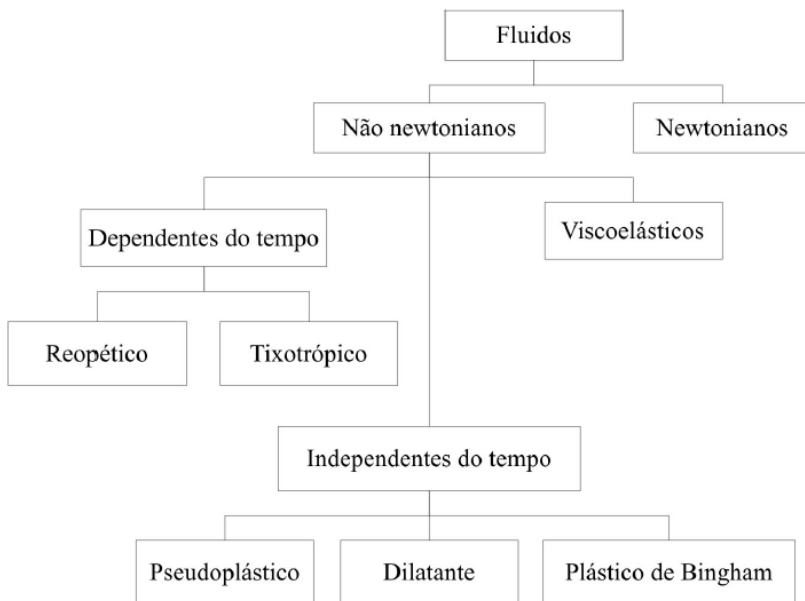 Fluidos
Não newtonianos
Newtonianos
Dependentes do tempo
Viscoelásticos
Reopético
Tixotrópico
Independentes do tempo
Pseudoplástico
Dilatante
Plástico de Bingham